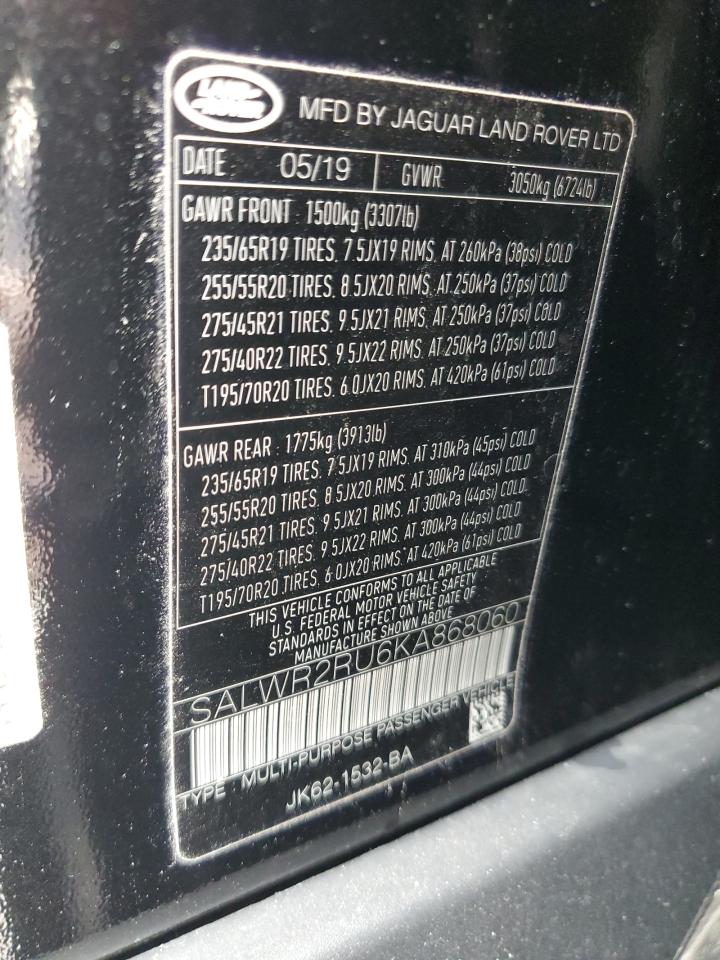 LAND-
ROVER
MFD BY JAGUAR LAND ROVER LTD
DATE 05/19 GVWR 3050kg (6724lb)
GAWR FRONT 1500kg (3307lb)
235/65R19 TIRES. 7.5JX19 RIMS. AT 260kPa (38psi) COLD
255/55R20 TIRES. 8.5JX20 RIMS. AT 250kPa (37psi) COLD
275/45R21 TIRES. 9.5JX21 RIMS. AT 250kPa (37psi) COLD
275/40R22 TIRES. 9.5JX22 RIMS. AT 250kPa (37psi) COLD
T195/70R20 TIRES. 6.0JX20 RIMS. AT 420kPa (61psi) COLD
GAWR REAR 1775kg (3913lb)
235/65R19 TIRES. 7.5JX19 RIMS. AT 310kPa (45psi) COLD
255/55R20 TIRES. 8.5JX20 RIMS. AT 300kPa (44psi) COLD
275/45R21 TIRES. 9.5JX21 RIMS. AT 300kPa (44psi) COLD
275/40R22 TIRES. 9.5JX22 RIMS. AT 300kPa (44psi) COLD
T195/70R20 TIRES. 6.0JX20 RIMS. AT 420kPa (61psi) COLD
THIS VEHICLE CONFORMS TO ALL APPLICABLE
U.S. FEDERAL MOTOR VEHICLE SAFETY
STANDARDS IN EFFECT ON THE DATE OF
MANUFACTURE SHOWN ABOVE
SALWR2RU6KA868060
TYPE : MULTI-PURPOSE PASSENGER VEHICLE
JK62-1532-BA